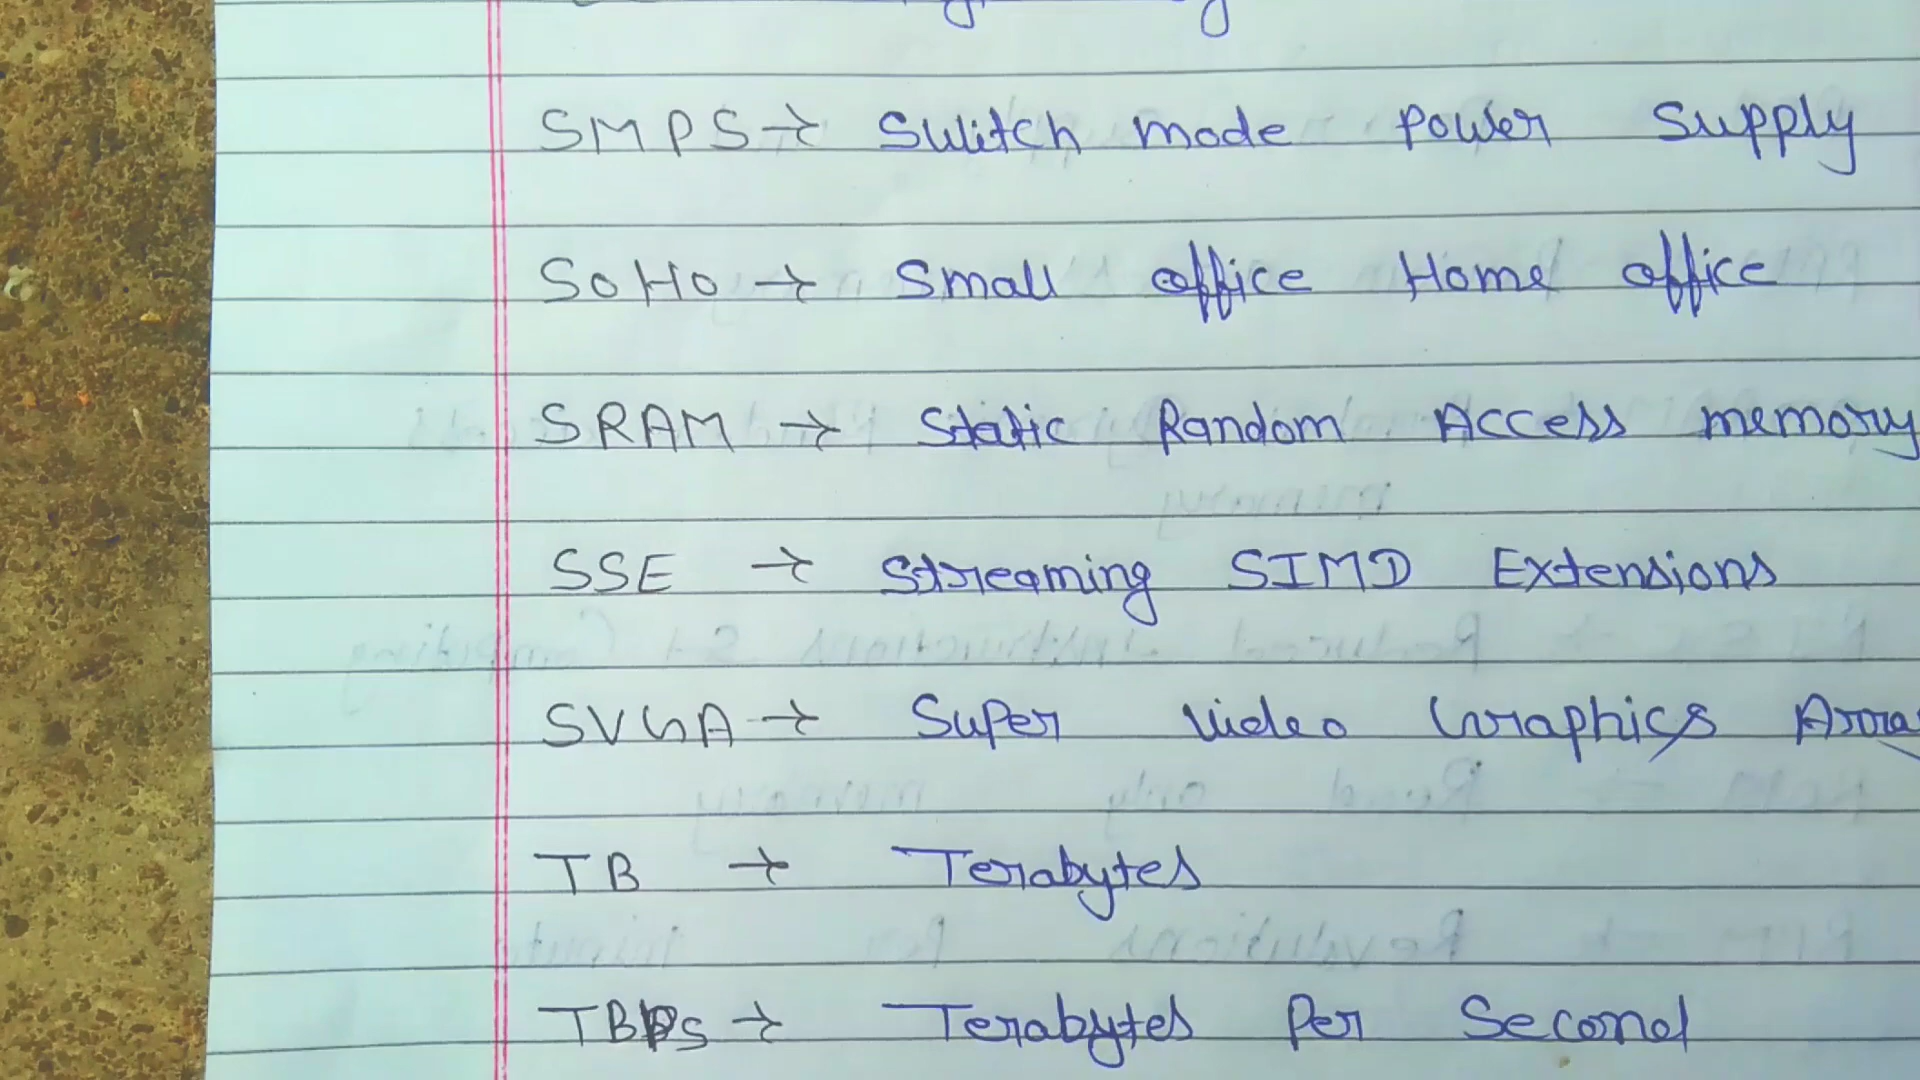 SMPS → Switch mode Power Supply
SOHO → Small office Home office
SRAM → Static Random Access memory
SSE → Streaming SIMD Extensions
SVGA → Super Video Graphics Array
TB → Terabytes
TBPS → Terabytes Per Second